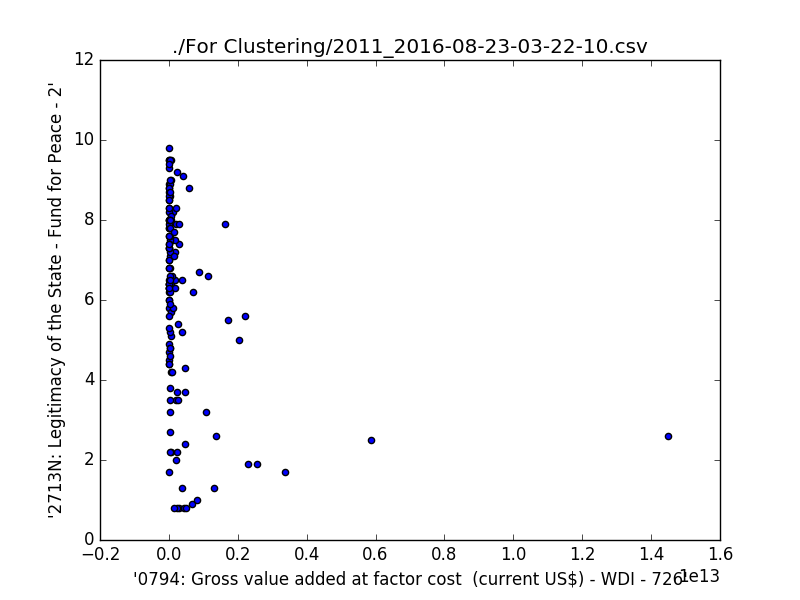 ./For Clustering/2011_2016-08-23-03-22-10.csv
12
10
8
6
4
2
0
'2713N: Legitimacy of the State - Fund for Peace - 2'
−0.2 0.0 0.2 0.4 0.6 0.8 1.0 1.2 1.4 1.6
1e13
'0794: Gross value added at factor cost  (current US$) - WDI - 726'